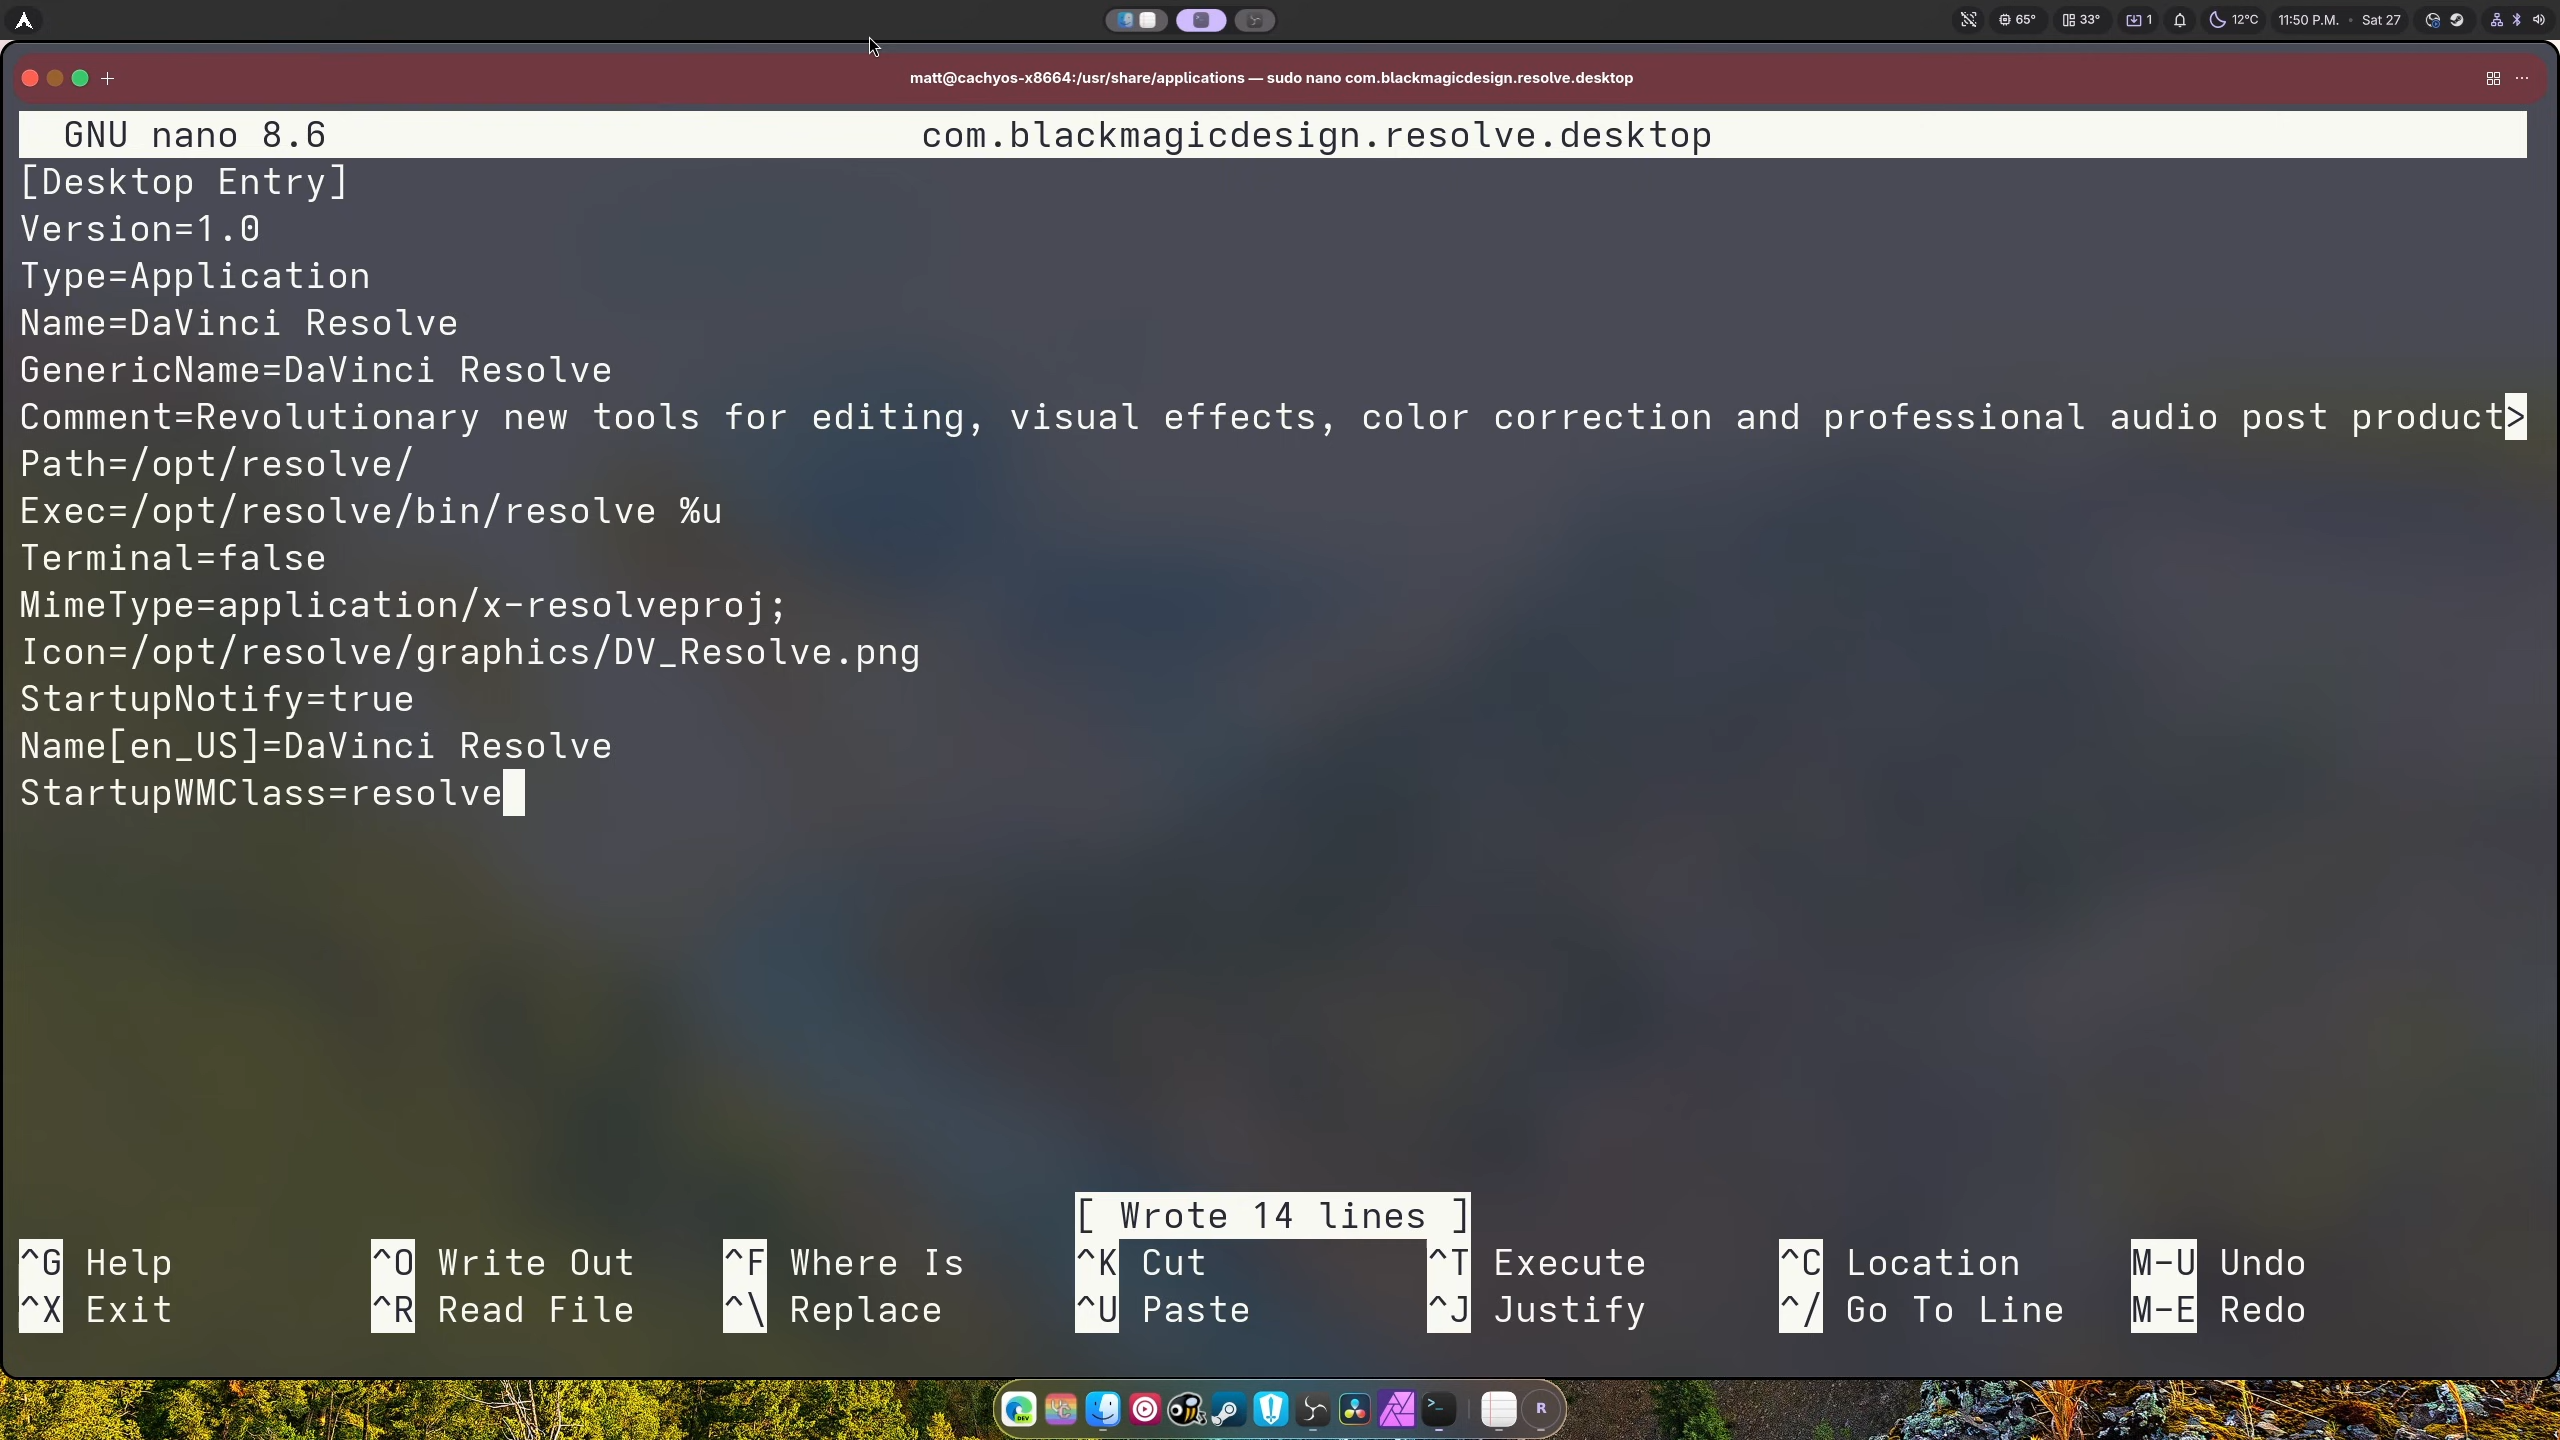 65° 33° 1 12°C 11:50 P.M. • Sat 27
matt@cachyos-x8664:/usr/share/applications — sudo nano com.blackmagicdesign.resolve.desktop
GNU nano 8.6 com.blackmagicdesign.resolve.desktop
[Desktop Entry]
Version=1.0
Type=Application
Name=DaVinci Resolve
GenericName=DaVinci Resolve
Comment=Revolutionary new tools for editing, visual effects, color correction and professional audio post product>
Path=/opt/resolve/
Exec=/opt/resolve/bin/resolve %u
Terminal=false
MimeType=application/x-resolveproj;
Icon=/opt/resolve/graphics/DV_Resolve.png
StartupNotify=true
Name[en_US]=DaVinci Resolve
StartupWMClass=resolve
[ Wrote 14 lines ]
^G Help ^O Write Out ^F Where Is ^K Cut ^T Execute ^C Location M-U Undo
^X Exit ^R Read File ^\ Replace ^U Paste ^J Justify ^/ Go To Line M-E Redo
DEV UC >_ R